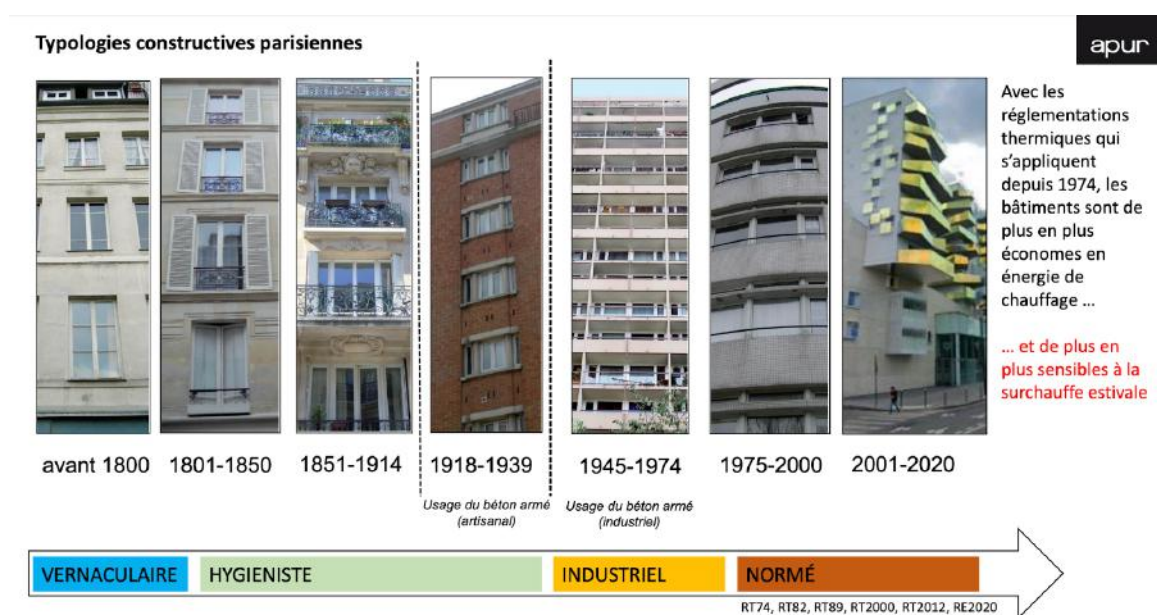 Typologies constructives parisiennes
apur
Avec les
réglementations
thermiques qui
s'appliquent
depuis 1974, les
bâtiments sont de
plus en plus
économes en
énergie de
chauffage ...
... et de plus en
plus sensibles à la
surchauffe estivale
avant 1800
1801-1850
1851-1914
1918-1939
1945-1974
1975-2000
2001-2020
Usage du béton armé
(artisanal)
Usage du béton armé
(industriel)
VERNACULAIRE
HYGIENISTE
INDUSTRIEL
NORMÉ
RT74, RT82, RT89, RT2000, RT2012, RE2020